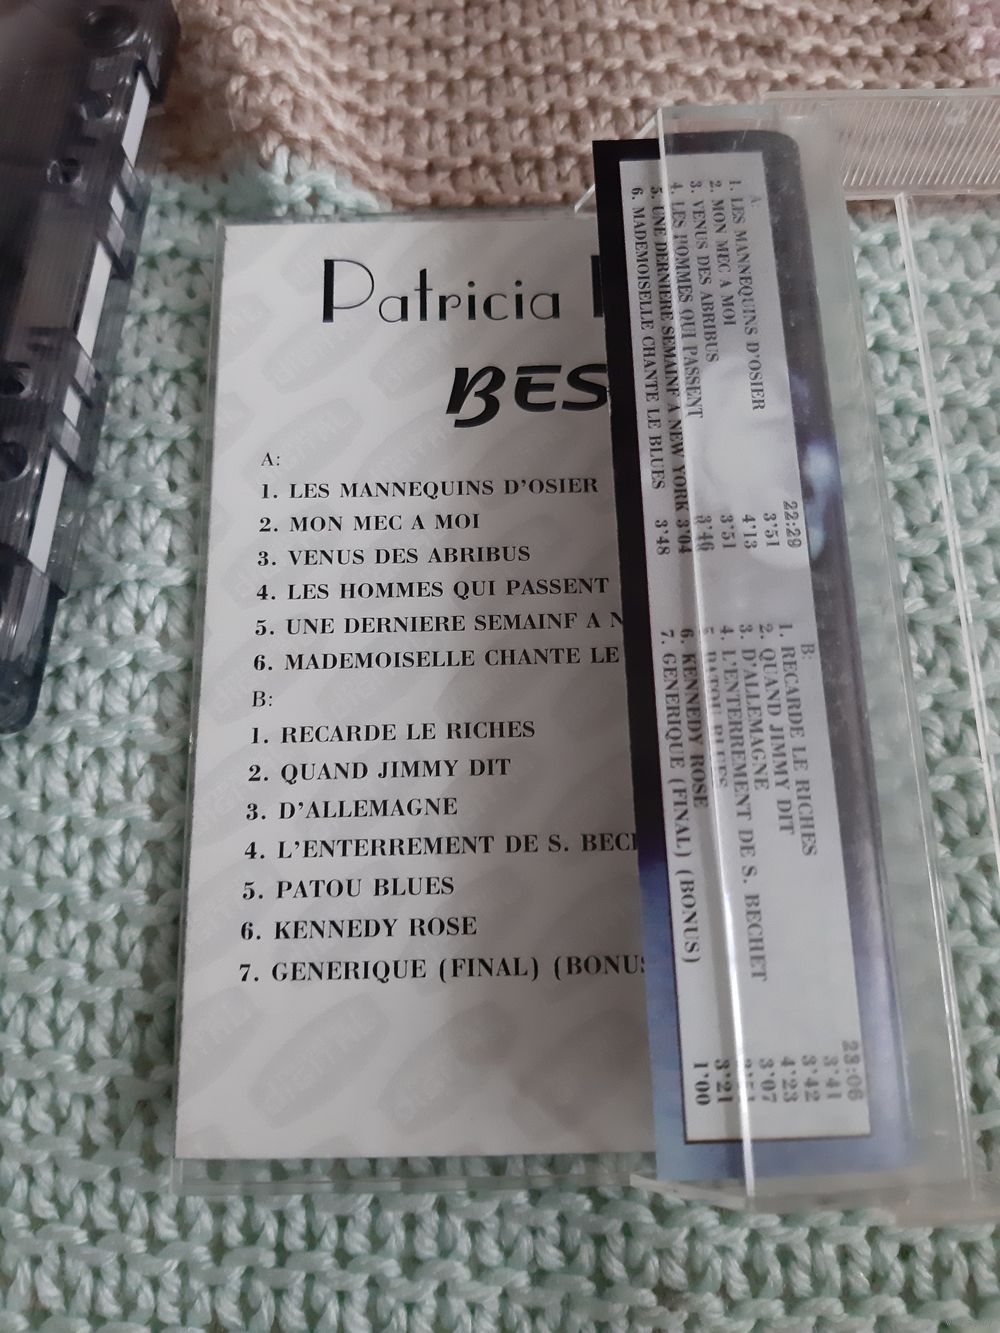 Patricia
BES
A:
1. LES MANNEQUINS D'OSIER
2. MON MEC A MOI
3. VENUS DES ABRIBUS
4. LES HOMMES QUI PASSENT
5. UNE DERNIERE SEMAINF A N
6. MADEMOISELLE CHANTE LE
B:
1. RECARDE LE RICHES
2. QUAND JIMMY DIT
3. D'ALLEMAGNE
4. L'ENTERREMENT DE S. BECH
5. PATOU BLUES
6. KENNEDY ROSE
7. GENERIQUE (FINAL) (BONUS
A: 22:29
1. LES MANNEQUINS D'OSIER 3'51
2. MON MEC A MOI 4'13
3. VENUS DES ABRIBUS 3'51
4. LES HOMMES QUI PASSENT 3'46
5. UNE DERNIERE SEMAINF A NEW YORK 3'04
6. MADEMOISELLE CHANTE LE BLUES 3'48
B: 23:06
1. RECARDE LE RICHES 3'41
2. QUAND JIMMY DIT 3'42
3. D'ALLEMAGNE 4'23
4. L'ENTERREMENT DE S. BECHET 3'07
5. PATOU BLUES
6. KENNEDY ROSE 3'21
7. GENERIQUE (FINAL) (BONUS) 1'00